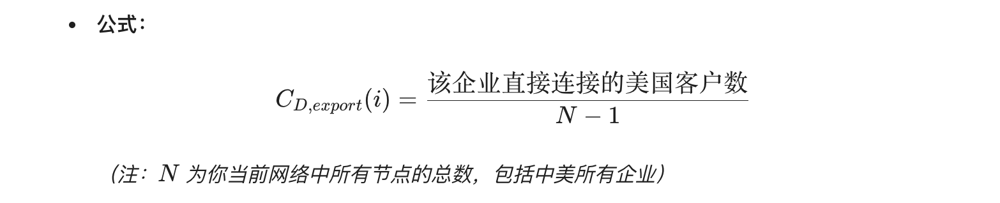 • 公式：
$C_{D,export}(i) = \frac{该企业直接连接的美国客户数}{N-1}$
（注：N 为你当前网络中所有节点的总数，包括中美所有企业）